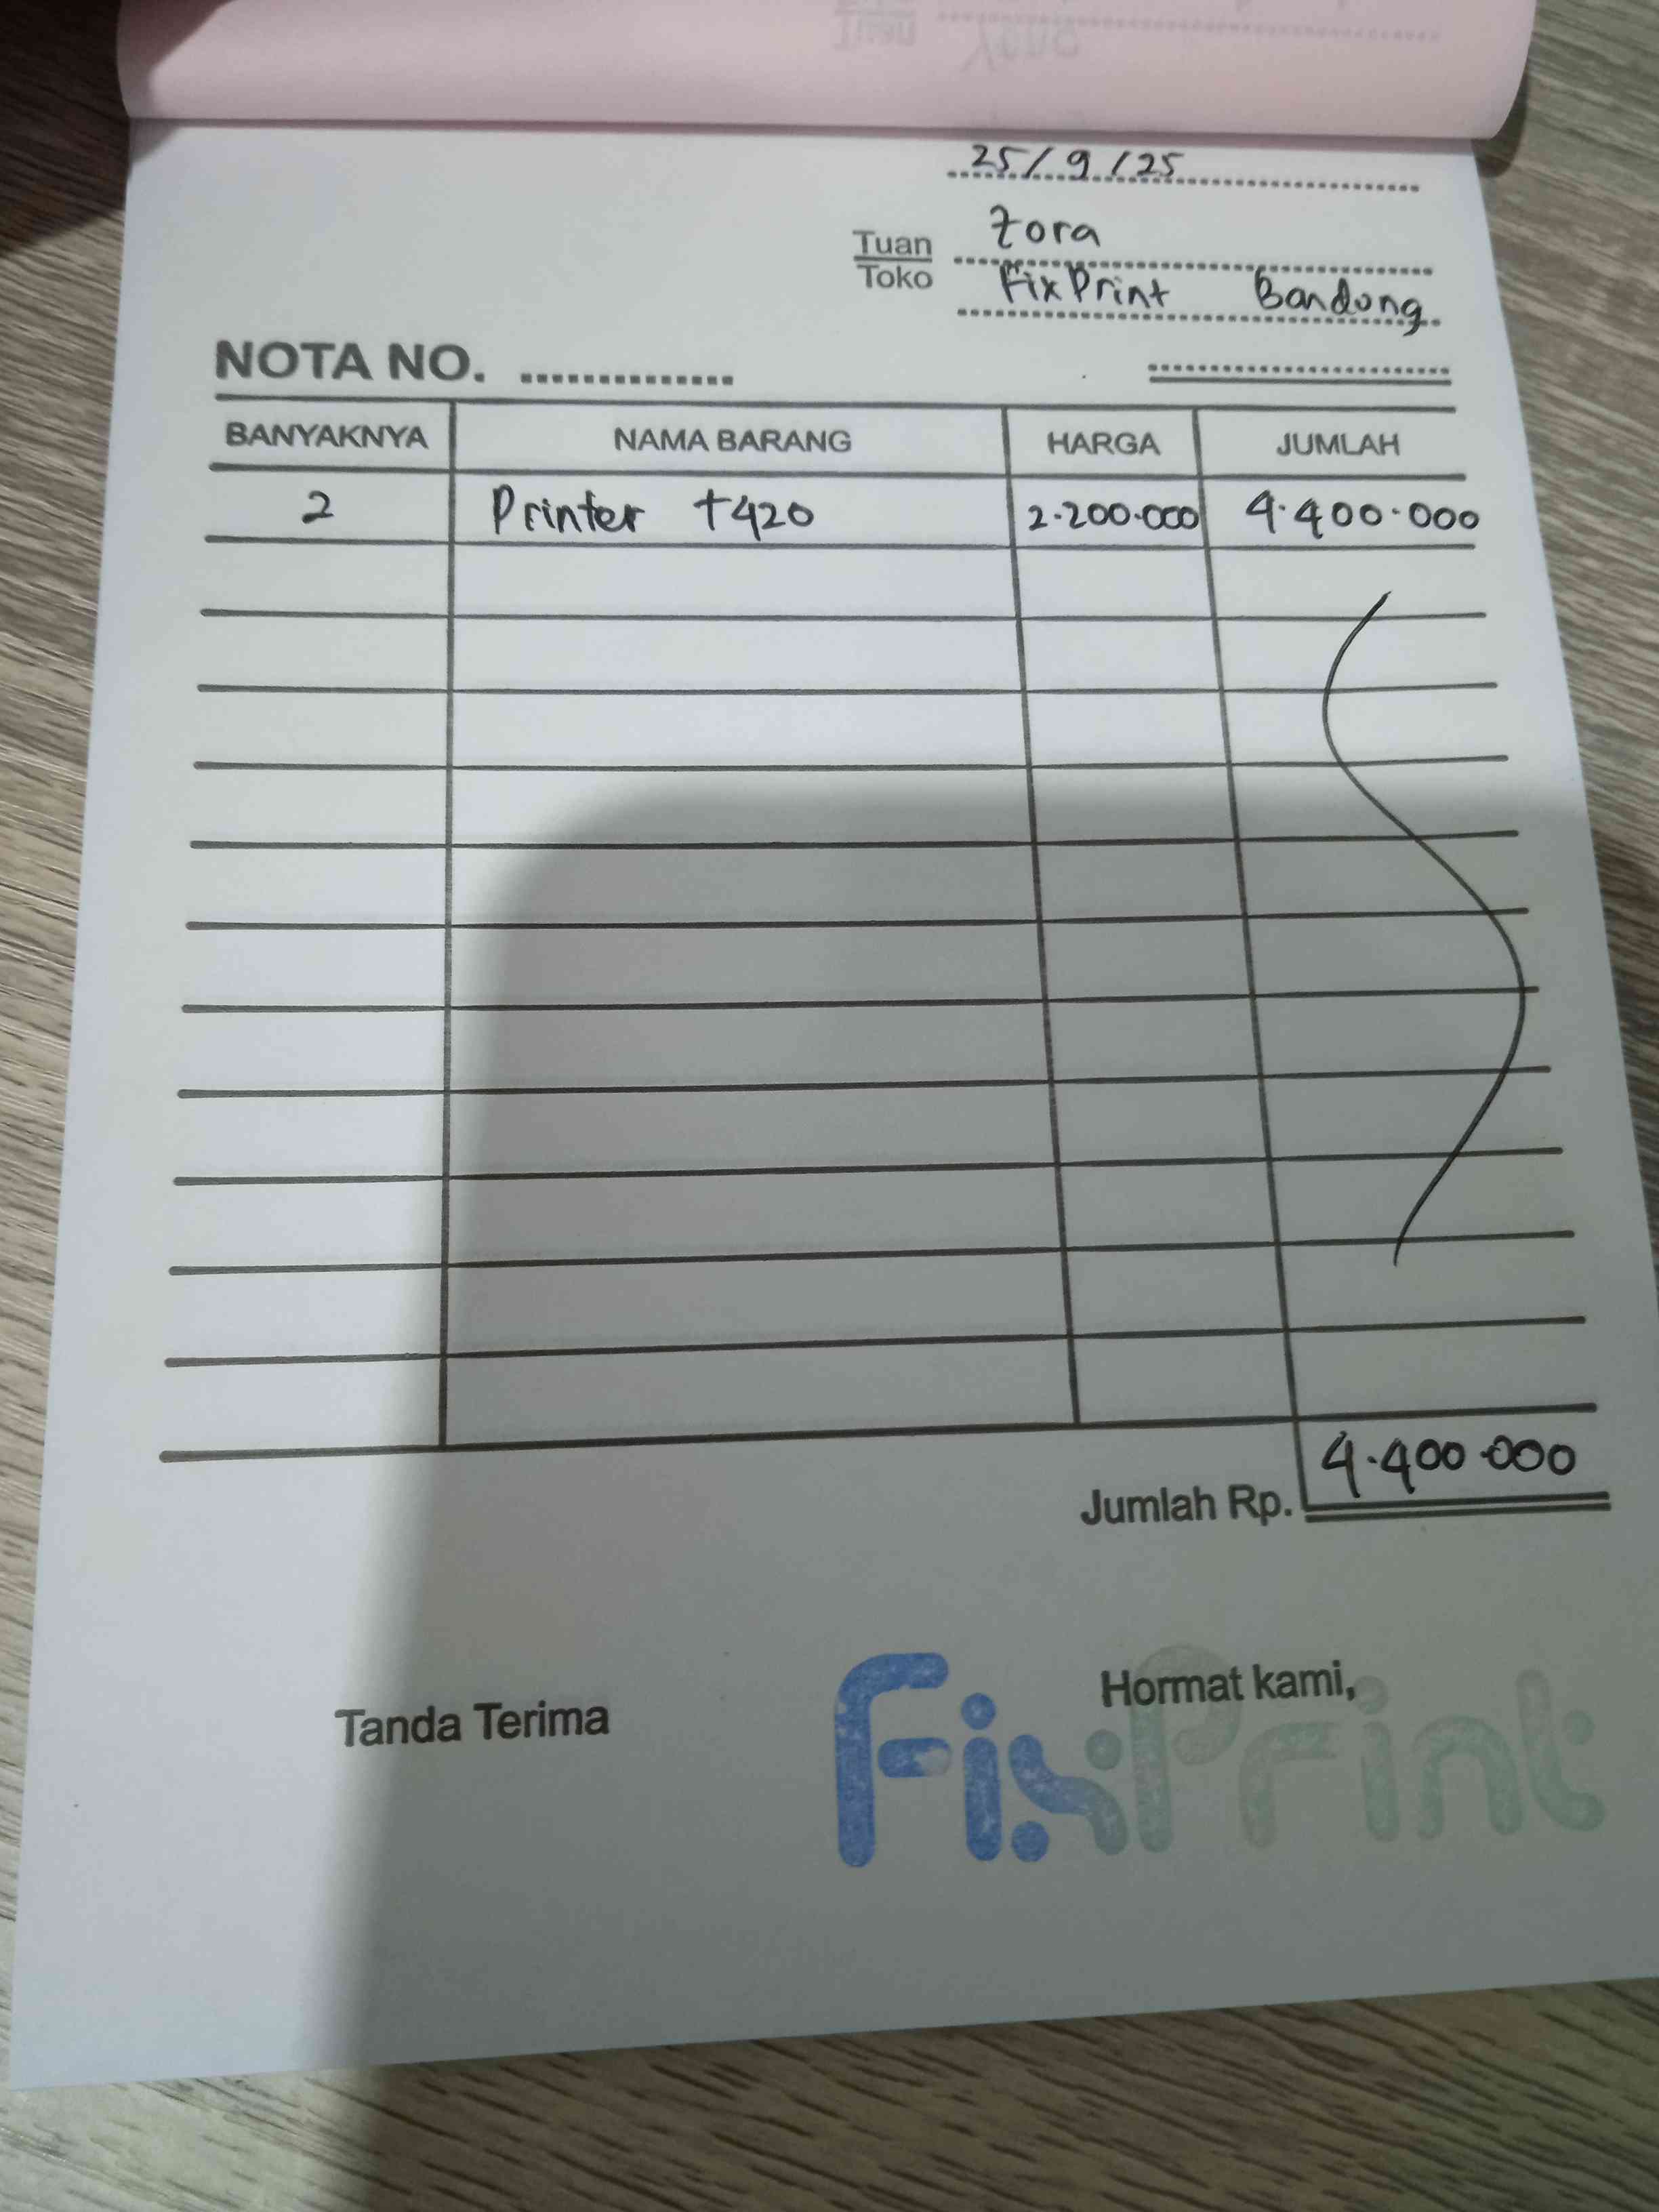 25/9/25
Tuan Zora
Toko FixPrint Bandung
NOTA NO. ..............
BANYAKNYA NAMA BARANG HARGA JUMLAH
2 Printer T420 2.200.000 4.400.000
Jumlah Rp. 4.400.000
Tanda Terima Hormat kami,
FixPrint